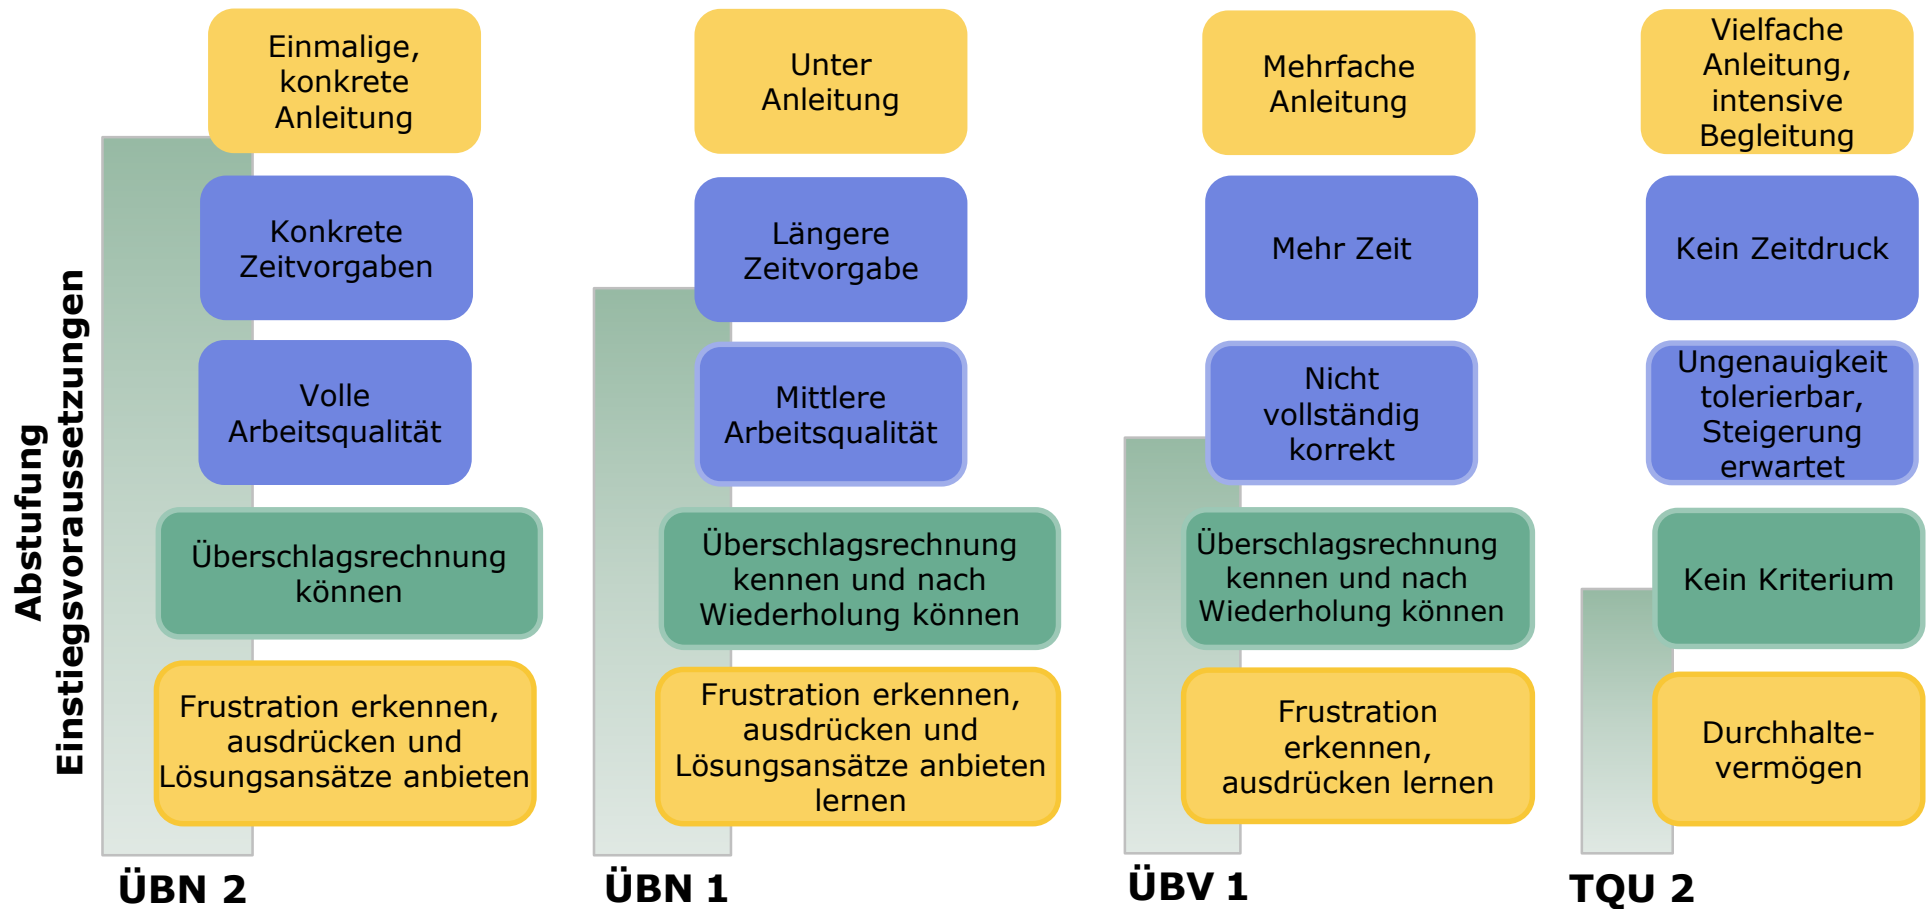 Abstufung
Einstiegsvoraussetzungen
Einmalige,
konkrete
Anleitung
Konkrete
Zeitvorgaben
Volle
Arbeitsqualität
Überschlagsrechnung
können
Frustration erkennen,
ausdrücken und
Lösungsansätze anbieten
ÜBN 2
Unter
Anleitung
Längere
Zeitvorgabe
Mittlere
Arbeitsqualität
Überschlagsrechnung
kennen und nach
Wiederholung können
Frustration erkennen,
ausdrücken und
Lösungsansätze anbieten
lernen
ÜBN 1
Mehrfache
Anleitung
Mehr Zeit
Nicht
vollständig
korrekt
Überschlagsrechnung
kennen und nach
Wiederholung können
Frustration
erkennen,
ausdrücken lernen
ÜBV 1
Vielfache
Anleitung,
intensive
Begleitung
Kein Zeitdruck
Ungenauigkeit
tolerierbar,
Steigerung
erwartet
Kein Kriterium
Durchhalte-
vermögen
TQU 2